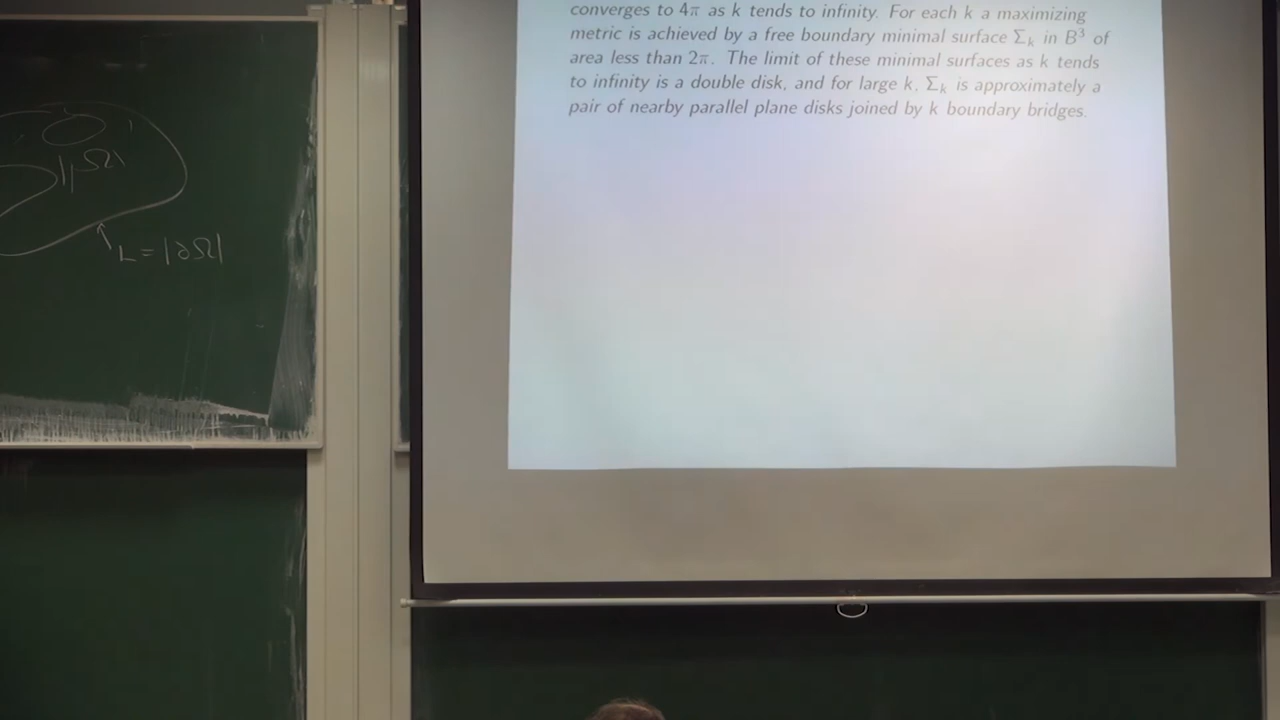 |Ω|
L = |∂Ω|
converges to 4π as k tends to infinity. For each k a maximizing
metric is achieved by a free boundary minimal surface Σₖ in B³ of
area less than 2π. The limit of these minimal surfaces as k tends
to infinity is a double disk, and for large k, Σₖ is approximately a
pair of nearby parallel plane disks joined by k boundary bridges.